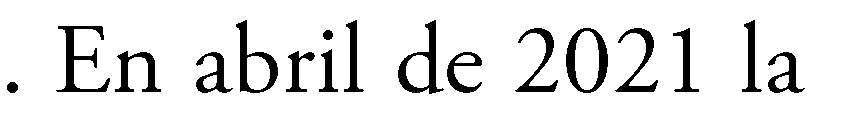 . En abril de 2021 la